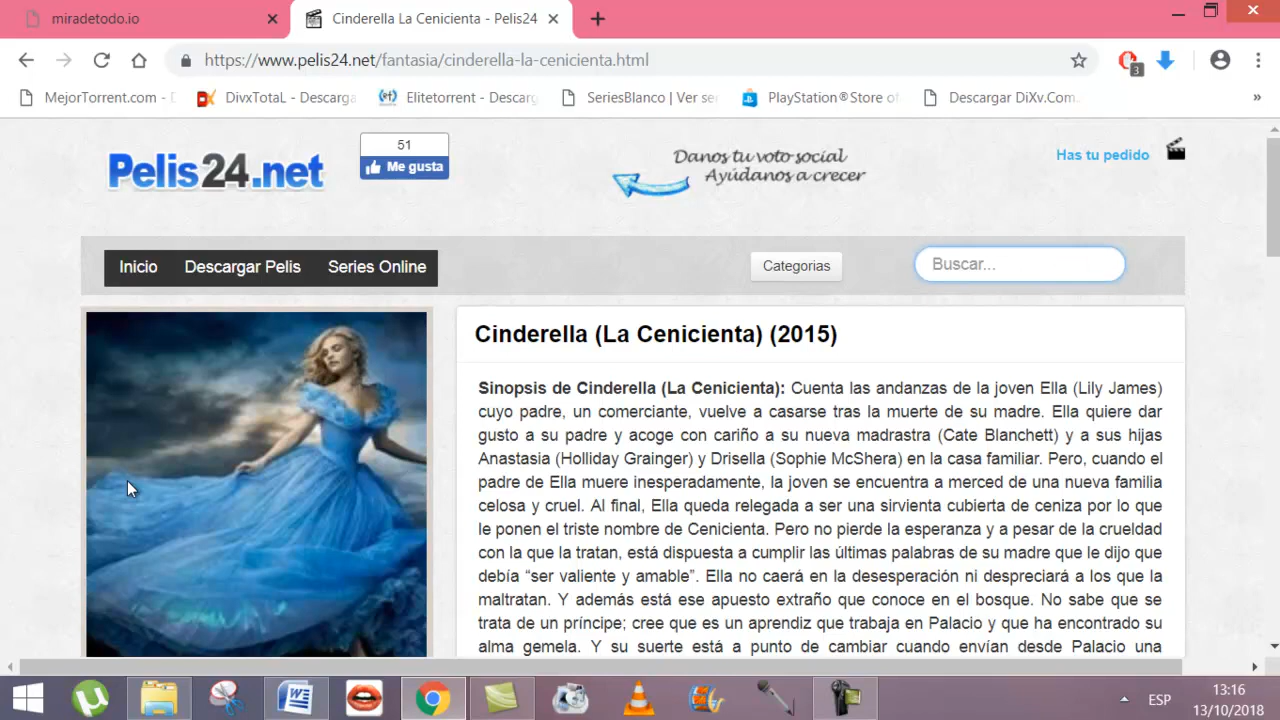 miradetodo.io
Cinderella La Cenicienta - Pelis24
https://www.pelis24.net/fantasia/cinderella-la-cenicienta.html
3
MejorTorrent.com - D
DivxTotaL - Descarga
Elitetorrent - Descarg
SeriesBlanco | Ver se
PlayStation®Store of
Descargar DiXv.Com.
»
Pelis24.net
51
Me gusta
Danos tu voto social
Ayúdanos a crecer
Has tu pedido
Inicio Descargar Pelis Series Online
Categorias
Buscar...
Cinderella (La Cenicienta) (2015)
Sinopsis de Cinderella (La Cenicienta): Cuenta las andanzas de la joven Ella (Lily James)
cuyo padre, un comerciante, vuelve a casarse tras la muerte de su madre. Ella quiere dar
gusto a su padre y acoge con cariño a su nueva madrastra (Cate Blanchett) y a sus hijas
Anastasia (Holliday Grainger) y Drisella (Sophie McShera) en la casa familiar. Pero, cuando el
padre de Ella muere inesperadamente, la joven se encuentra a merced de una nueva familia
celosa y cruel. Al final, Ella queda relegada a ser una sirvienta cubierta de ceniza por lo que
le ponen el triste nombre de Cenicienta. Pero no pierde la esperanza y a pesar de la crueldad
con la que la tratan, está dispuesta a cumplir las últimas palabras de su madre que le dijo que
debía “ser valiente y amable”. Ella no caerá en la desesperación ni despreciará a los que la
maltratan. Y además está ese apuesto extraño que conoce en el bosque. No sabe que se
trata de un príncipe; cree que es un aprendiz que trabaja en Palacio y que ha encontrado su
alma gemela. Y su suerte está a punto de cambiar cuando envían desde Palacio una
ESP
13:16
13/10/2018